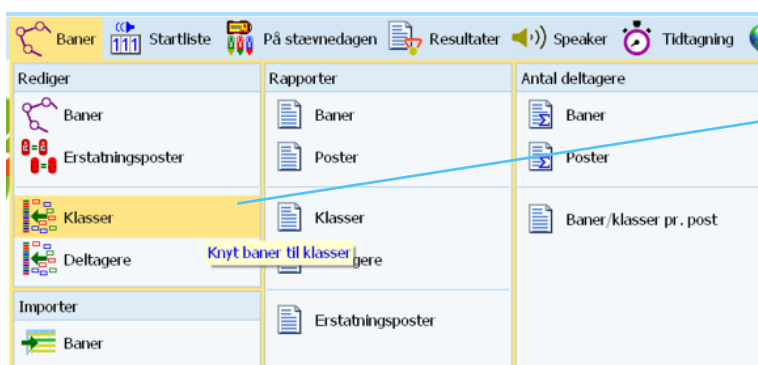 Baner Startliste På stævnedagen Resultater Speaker Tidtagning
Rediger
Baner
Erstatningsposter
Klasser
Deltagere
Importer
Baner
Rapporter
Baner
Poster
Klasser
gere
Erstatningsposter
Knyt baner til klasser
Antal deltagere
Baner
Poster
Baner/klasser pr. post